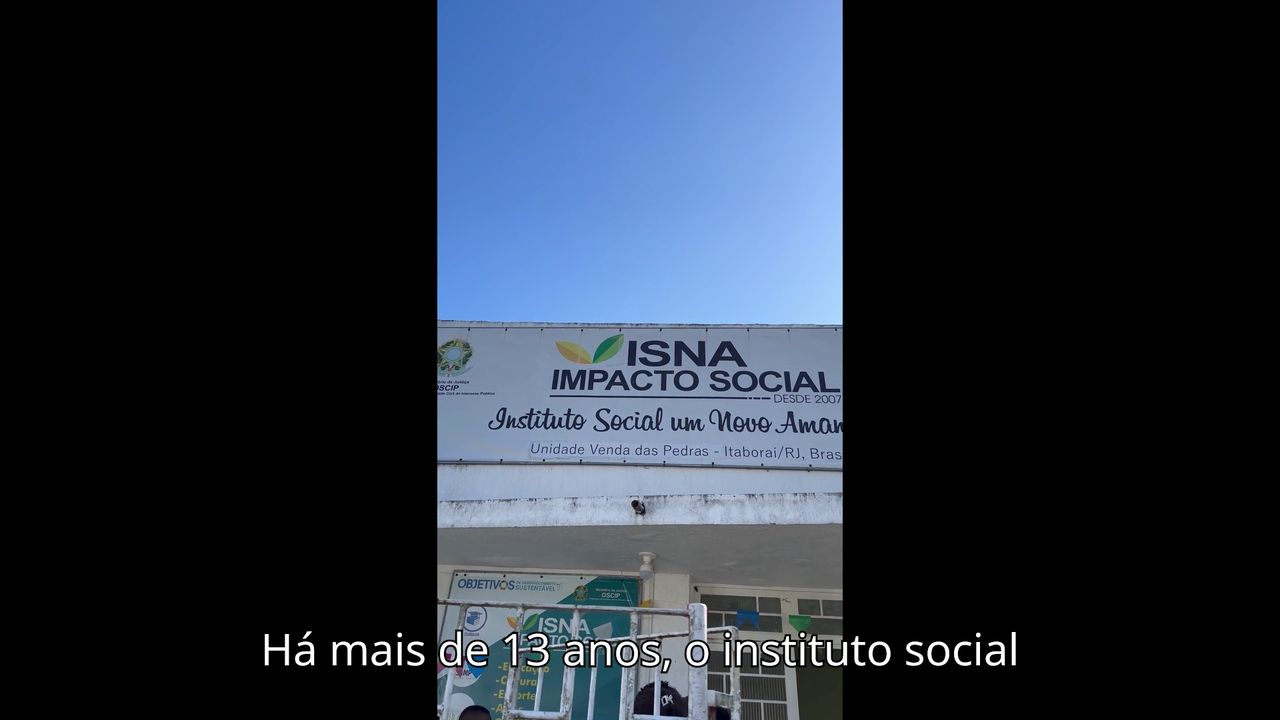 ISNA
IMPACTO SOCIAL
DESDE 2007
OSCIP
Instituto Social um Novo Aman
Unidade Venda das Pedras - Itaboraí/RJ, Bras
OBJETIVOS
SUSTENTÁVEL
OSCIP
ISNA
Há mais de 13 anos, o instituto social